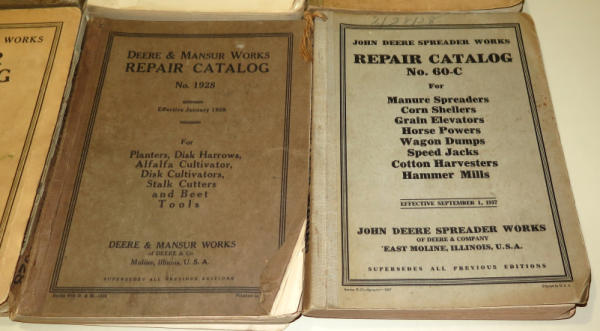 WORKS
DEERE & MANSUR WORKS
REPAIR CATALOG
No. 1928
Effective January 1928
For
Planters, Disk Harrows,
Alfalfa Cultivator,
Disk Cultivators,
Stalk Cutters
and Beet
Tools
DEERE & MANSUR WORKS
OF DEERE & Co
Moline, Illinois, U. S. A.
SUPERSEDES ALL PREVIOUS EDITIONS
JOHN DEERE SPREADER WORKS
REPAIR CATALOG
No. 60-C
For
Manure Spreaders
Corn Shellers
Grain Elevators
Horse Powers
Wagon Dumps
Speed Jacks
Cotton Harvesters
Hammer Mills
EFFECTIVE SEPTEMBER 1, 1937
JOHN DEERE SPREADER WORKS
OF DEERE & COMPANY
EAST MOLINE, ILLINOIS, U.S.A.
SUPERSEDES ALL PREVIOUS EDITIONS